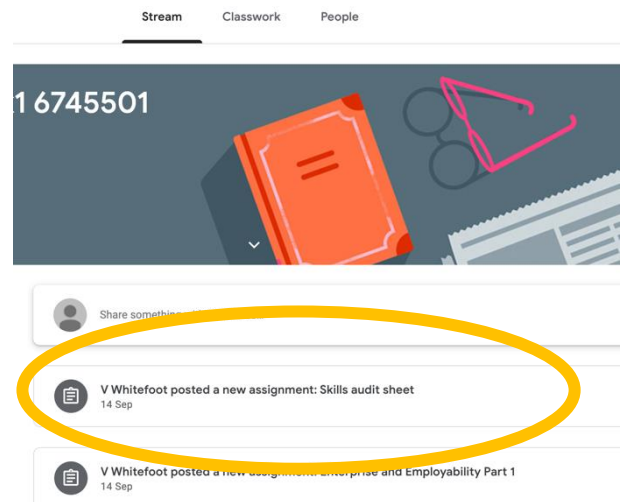 Stream Classwork People
1 6745501
Share something
V Whitefoot posted a new assignment: Skills audit sheet
14 Sep
V Whitefoot posted a new assignment: Enterprise and Employability Part 1
14 Sep